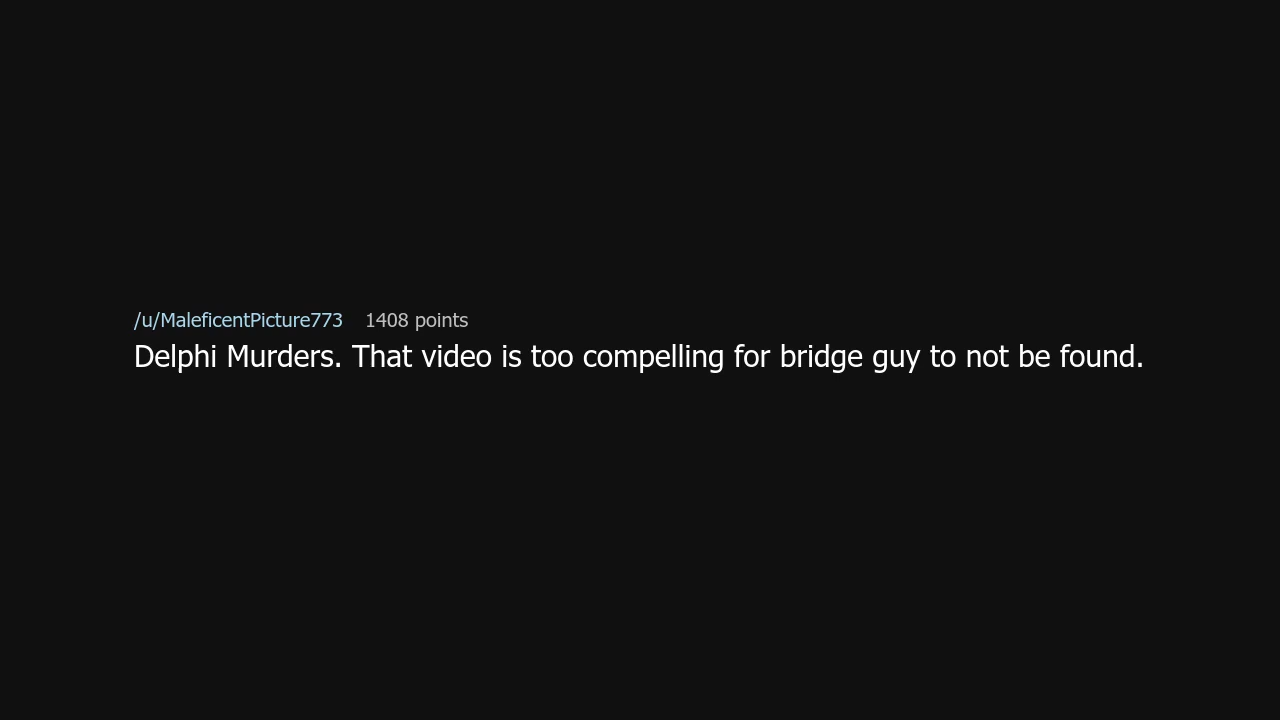 /u/MaleficentPicture773 1408 points
Delphi Murders. That video is too compelling for bridge guy to not be found.